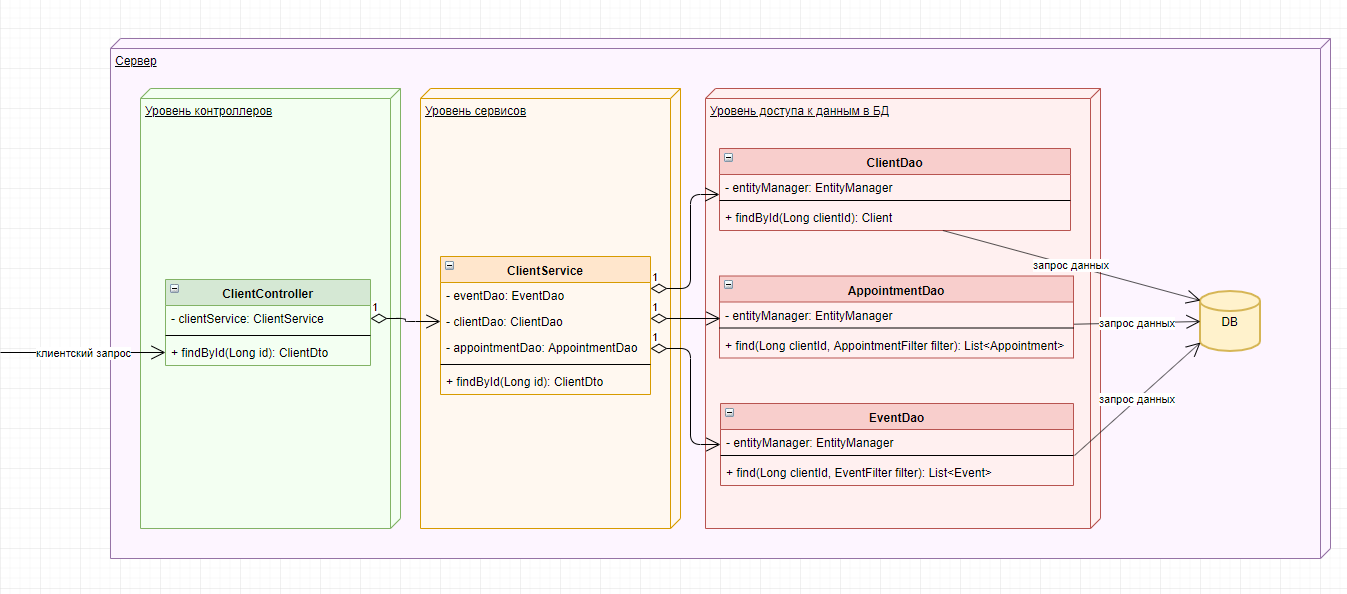 Сервер
Уровень контроллеров
ClientController
- clientService: ClientService
+ findById(Long id): ClientDto
клиентский запрос
1
Уровень сервисов
ClientService
- eventDao: EventDao
- clientDao: ClientDao
- appointmentDao: AppointmentDao
+ findById(Long id): ClientDto
1
1
1
Уровень доступа к данным в БД
ClientDao
- entityManager: EntityManager
+ findById(Long clientId): Client
AppointmentDao
- entityManager: EntityManager
+ find(Long clientId, AppointmentFilter filter): List<Appointment>
EventDao
- entityManager: EntityManager
+ find(Long clientId, EventFilter filter): List<Event>
запрос данных
запрос данных
запрос данных
DB